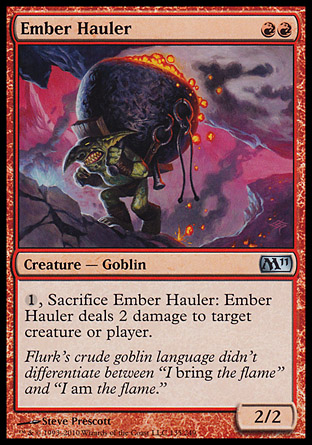 Ember Hauler
Creature — Goblin
M11
1, Sacrifice Ember Hauler: Ember
Hauler deals 2 damage to target
creature or player.
Flurk's crude goblin language didn't
differentiate between "I bring the flame"
and "I am the flame."
Steve Prescott
2/2